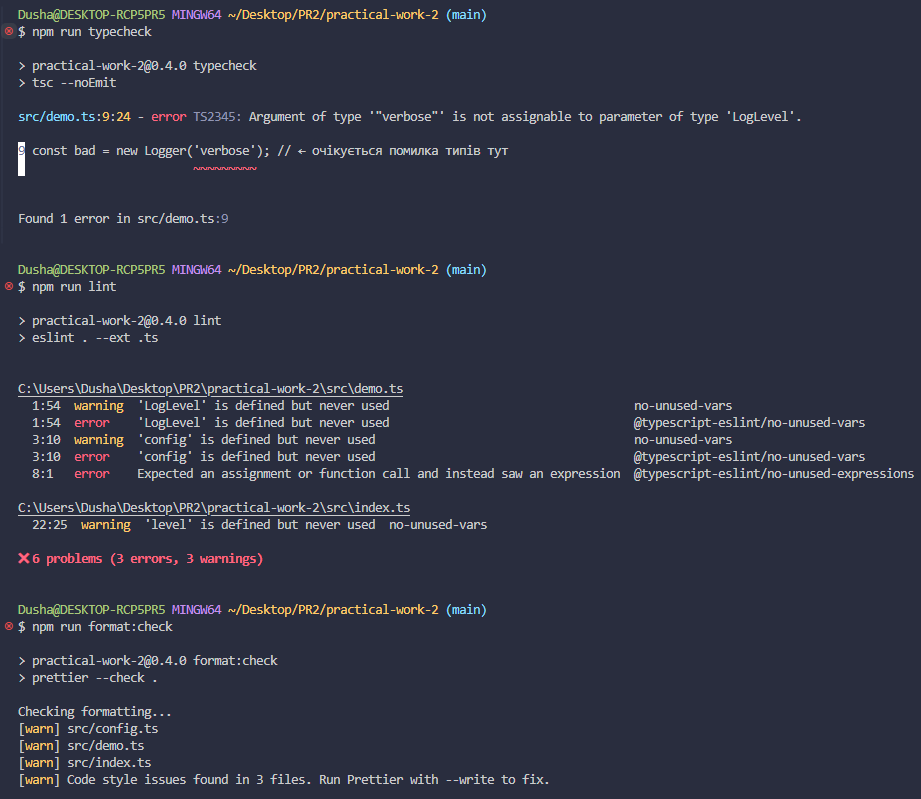 Dusha@DESKTOP-RCP5PR5 MINGW64 ~/Desktop/PR2/practical-work-2 (main)
$ npm run typecheck
> practical-work-2@0.4.0 typecheck
> tsc --noEmit
src/demo.ts:9:24 - error TS2345: Argument of type '"verbose"' is not assignable to parameter of type 'LogLevel'.
9 const bad = new Logger('verbose'); // ← очікується помилка типів тут
~~~~~~~~~
Found 1 error in src/demo.ts:9
Dusha@DESKTOP-RCP5PR5 MINGW64 ~/Desktop/PR2/practical-work-2 (main)
$ npm run lint
> practical-work-2@0.4.0 lint
> eslint . --ext .ts
C:\Users\Dusha\Desktop\PR2\practical-work-2\src\demo.ts
1:54 warning 'LogLevel' is defined but never used no-unused-vars
1:54 error 'LogLevel' is defined but never used @typescript-eslint/no-unused-vars
3:10 warning 'config' is defined but never used no-unused-vars
3:10 error 'config' is defined but never used @typescript-eslint/no-unused-vars
8:1 error Expected an assignment or function call and instead saw an expression @typescript-eslint/no-unused-expressions
C:\Users\Dusha\Desktop\PR2\practical-work-2\src\index.ts
22:25 warning 'level' is defined but never used no-unused-vars
✖ 6 problems (3 errors, 3 warnings)
Dusha@DESKTOP-RCP5PR5 MINGW64 ~/Desktop/PR2/practical-work-2 (main)
$ npm run format:check
> practical-work-2@0.4.0 format:check
> prettier --check .
Checking formatting...
[warn] src/config.ts
[warn] src/demo.ts
[warn] src/index.ts
[warn] Code style issues found in 3 files. Run Prettier with --write to fix.